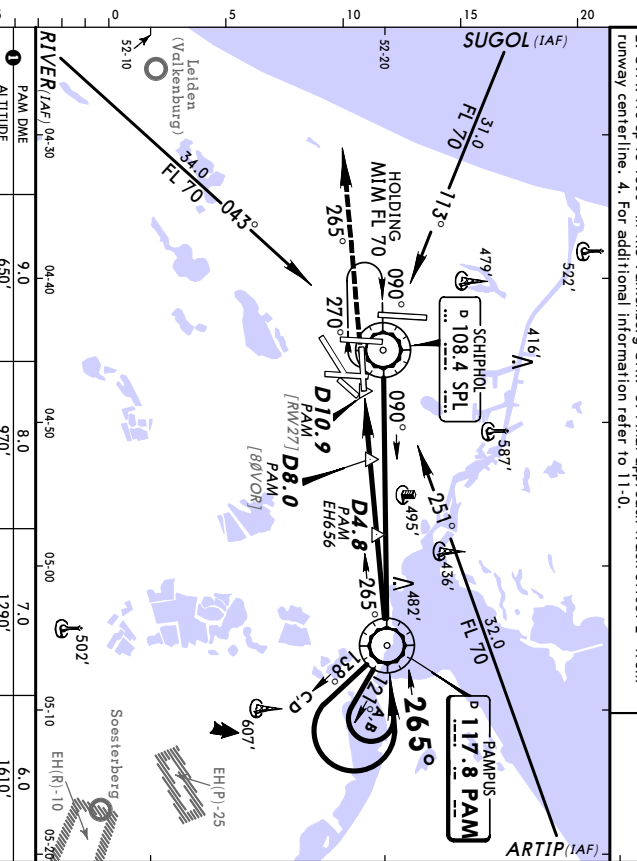 runway centerline. 4. For additional information refer to 11-0.
0
5
10
15
20
SUGOL (IAF)
31.0
FL 70
113°
RIVER (IAF)
34.0
FL 70
043°
ARTIP (IAF)
32.0
FL 70
251°
52-10
52-20
Leiden
(Valkenburg)
HOLDING
MIM FL 70
090°
270°
265°
SCHIPHOL
D 108.4 SPL
090°
522'
479'
416'
587'
495'
436'
482'
D10.9
PAM
[RW27]
D8.0
PAM
[80VOR]
D4.8
PAM
EH656
265°
265°
PAMPUS
D 117.8 PAM
121° A,B
138° C,D
607'
502'
EH(P)-25
Soesterberg
EH(R)-10
04-30
04-40
04-50
05-00
05-10
05-20
1
PAM DME
9.0
8.0
7.0
6.0
ALTITUDE
650'
970'
1290'
1610'